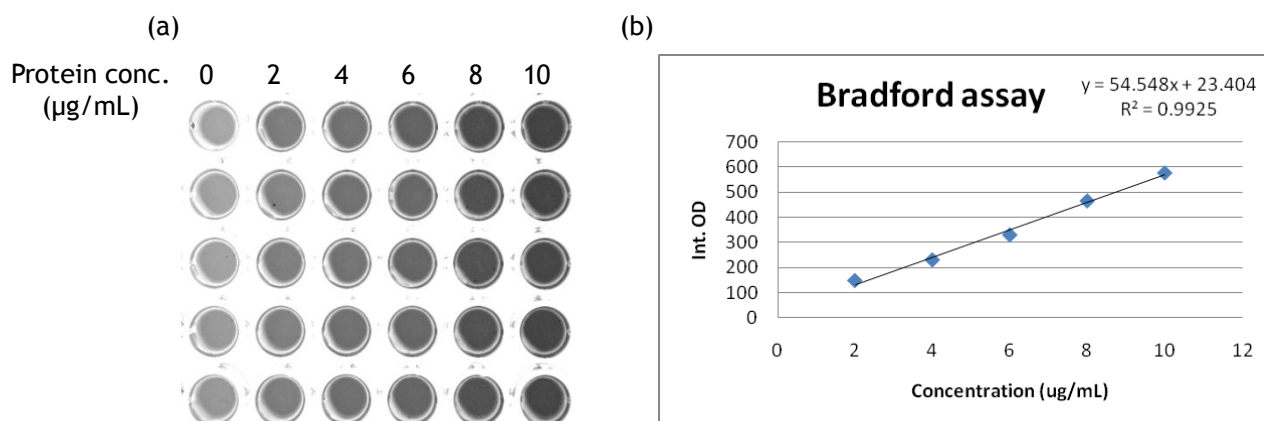 (a)
Protein conc. 0 2 4 6 8 10
(µg/mL)
(b)
Bradford assay
y = 54.548x + 23.404
R² = 0.9925
700
600
500
400
300
200
100
0
Int. OD
0 2 4 6 8 10 12
Concentration (ug/mL)